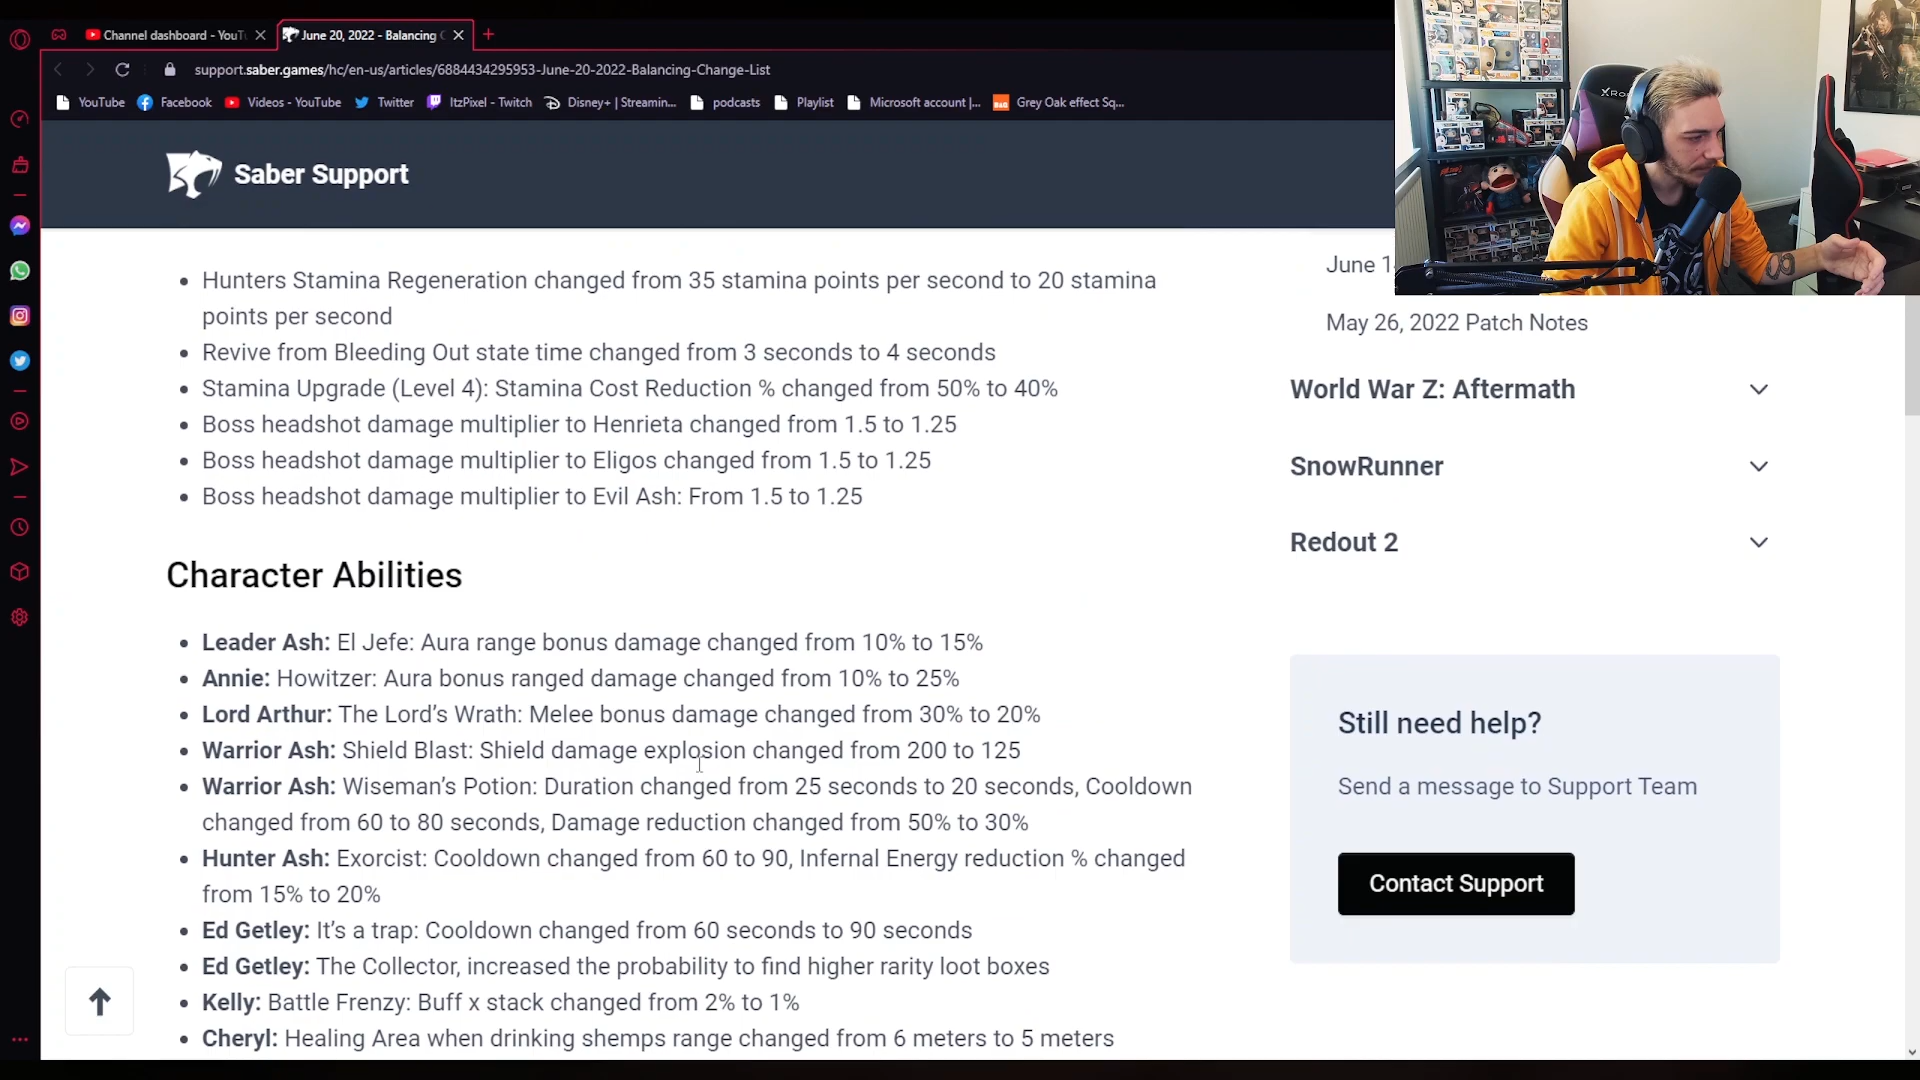 Channel dashboard - YouTu
June 20, 2022 - Balancing C
support.saber.games/hc/en-us/articles/6884434295953-June-20-2022-Balancing-Change-List
YouTube Facebook Videos - YouTube Twitter ItzPixel - Twitch Disney+ | Streamin... podcasts Playlist Microsoft account |... Grey Oak effect Sq...
Saber Support
Hunters Stamina Regeneration changed from 35 stamina points per second to 20 stamina
points per second
Revive from Bleeding Out state time changed from 3 seconds to 4 seconds
Stamina Upgrade (Level 4): Stamina Cost Reduction % changed from 50% to 40%
Boss headshot damage multiplier to Henrieta changed from 1.5 to 1.25
Boss headshot damage multiplier to Eligos changed from 1.5 to 1.25
Boss headshot damage multiplier to Evil Ash: From 1.5 to 1.25
Character Abilities
Leader Ash: El Jefe: Aura range bonus damage changed from 10% to 15%
Annie: Howitzer: Aura bonus ranged damage changed from 10% to 25%
Lord Arthur: The Lord's Wrath: Melee bonus damage changed from 30% to 20%
Warrior Ash: Shield Blast: Shield damage explosion changed from 200 to 125
Warrior Ash: Wiseman's Potion: Duration changed from 25 seconds to 20 seconds, Cooldown
changed from 60 to 80 seconds, Damage reduction changed from 50% to 30%
Hunter Ash: Exorcist: Cooldown changed from 60 to 90, Infernal Energy reduction % changed
from 15% to 20%
Ed Getley: It's a trap: Cooldown changed from 60 seconds to 90 seconds
Ed Getley: The Collector, increased the probability to find higher rarity loot boxes
Kelly: Battle Frenzy: Buff x stack changed from 2% to 1%
Cheryl: Healing Area when drinking shemps range changed from 6 meters to 5 meters
June 1
May 26, 2022 Patch Notes
World War Z: Aftermath
SnowRunner
Redout 2
Still need help?
Send a message to Support Team
Contact Support